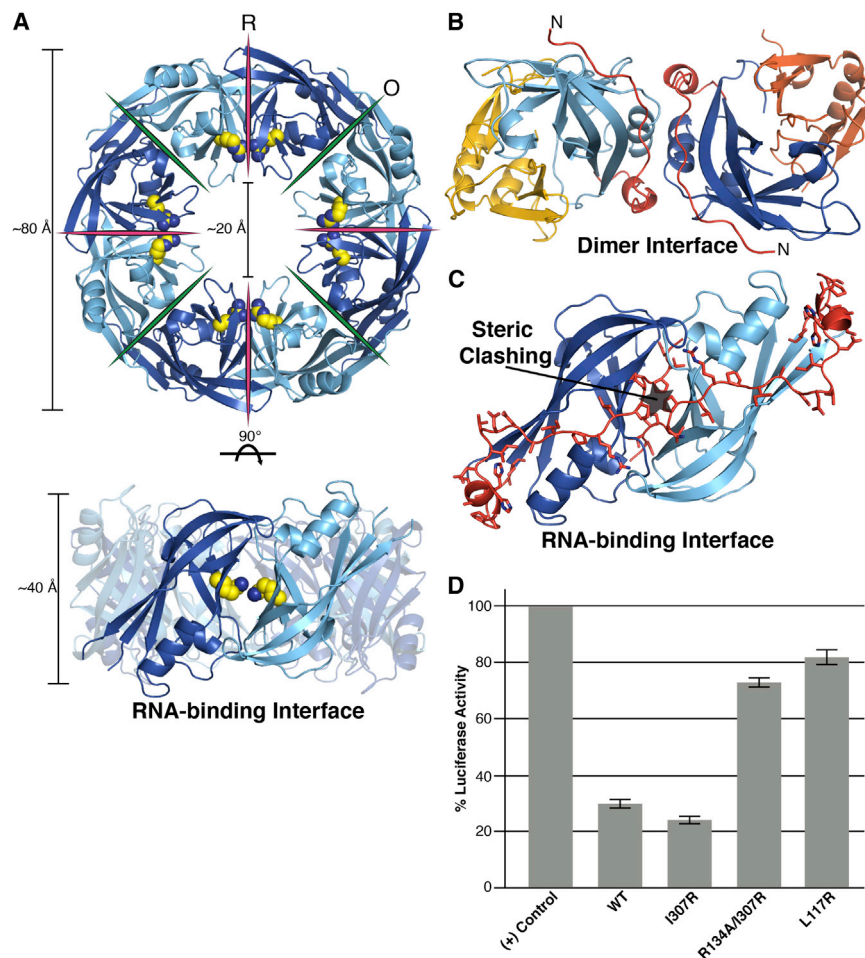 A
R
O
~80 Å
~20 Å
90°
~40 Å
RNA-binding Interface
B
N
N
Dimer Interface
C
Steric
Clashing
RNA-binding Interface
D
% Luciferase Activity
100
80
60
40
20
0
(+) Control
WT
I307R
R134A/I307R
L117R